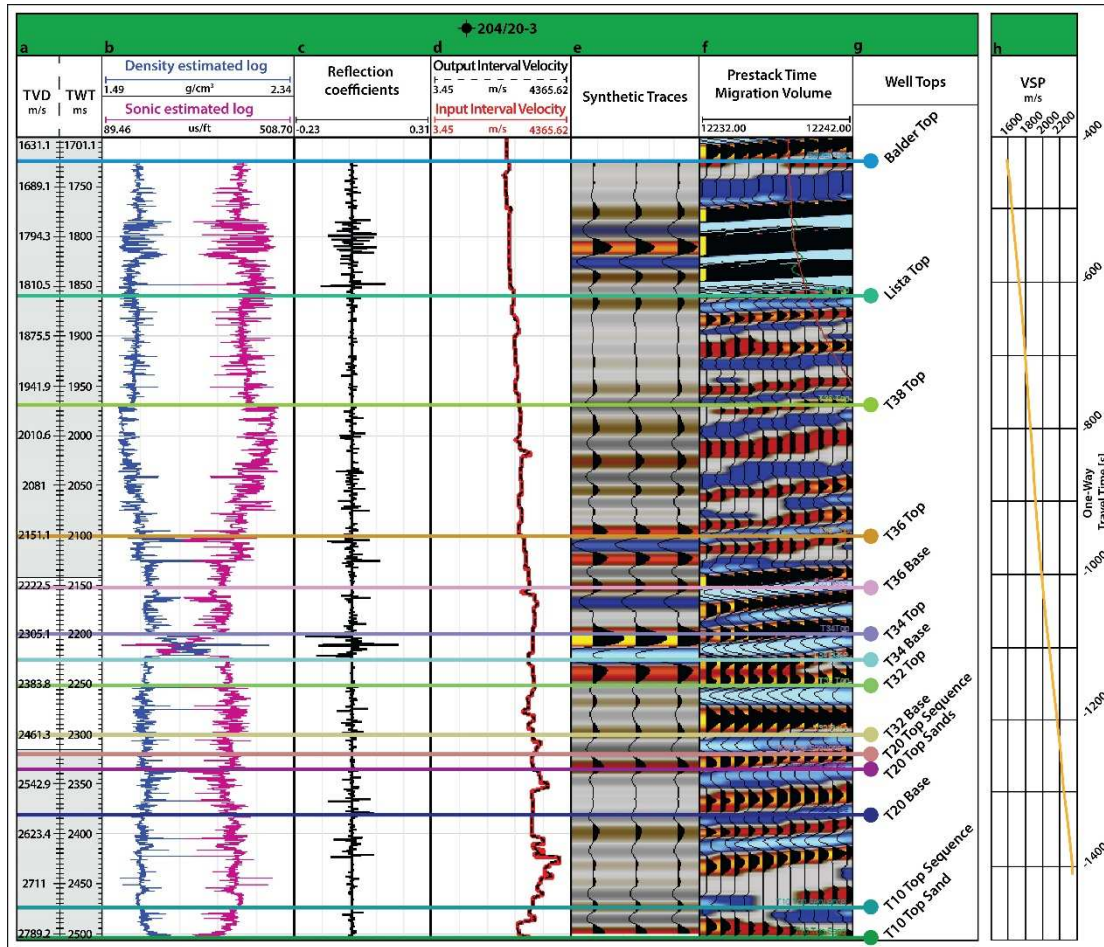 204/20-3
a
b
c
d
e
f
g
h
TVD
m/s
TWT
ms
Density estimated log
1.49 g/cm³ 2.34
Sonic estimated log
89.46 us/ft 508.70
Reflection
coefficients
-0.23 0.31
Output Interval Velocity
3.45 m/s 4365.62
Input Interval Velocity
3.45 m/s 4365.62
Synthetic Traces
Prestack Time
Migration Volume
12232.00 12242.00
Well Tops
VSP
m/s
1600
1800
2000
2200
1631.1 1701.1
1689.1 1750
1794.3 1800
1810.5 1850
1875.5 1900
1941.9 1950
2010.6 2000
2081 2050
2151.1 2100
2222.5 2150
2305.1 2200
2383.8 2250
2461.3 2300
2542.9 2350
2623.4 2400
2711 2450
2789.2 2500
Balder Top
Lista Top
T38 Top
T36 Top
T36 Base
T34 Top
T34 Base
T32 Top
T32 Base
T20 Top Sequence
T20 Top Sands
T20 Base
T10 Top Sequence
T10 Top Sand
-400
-600
-800
-1000
-1200
-1400
One-Way
Travel Time [s]